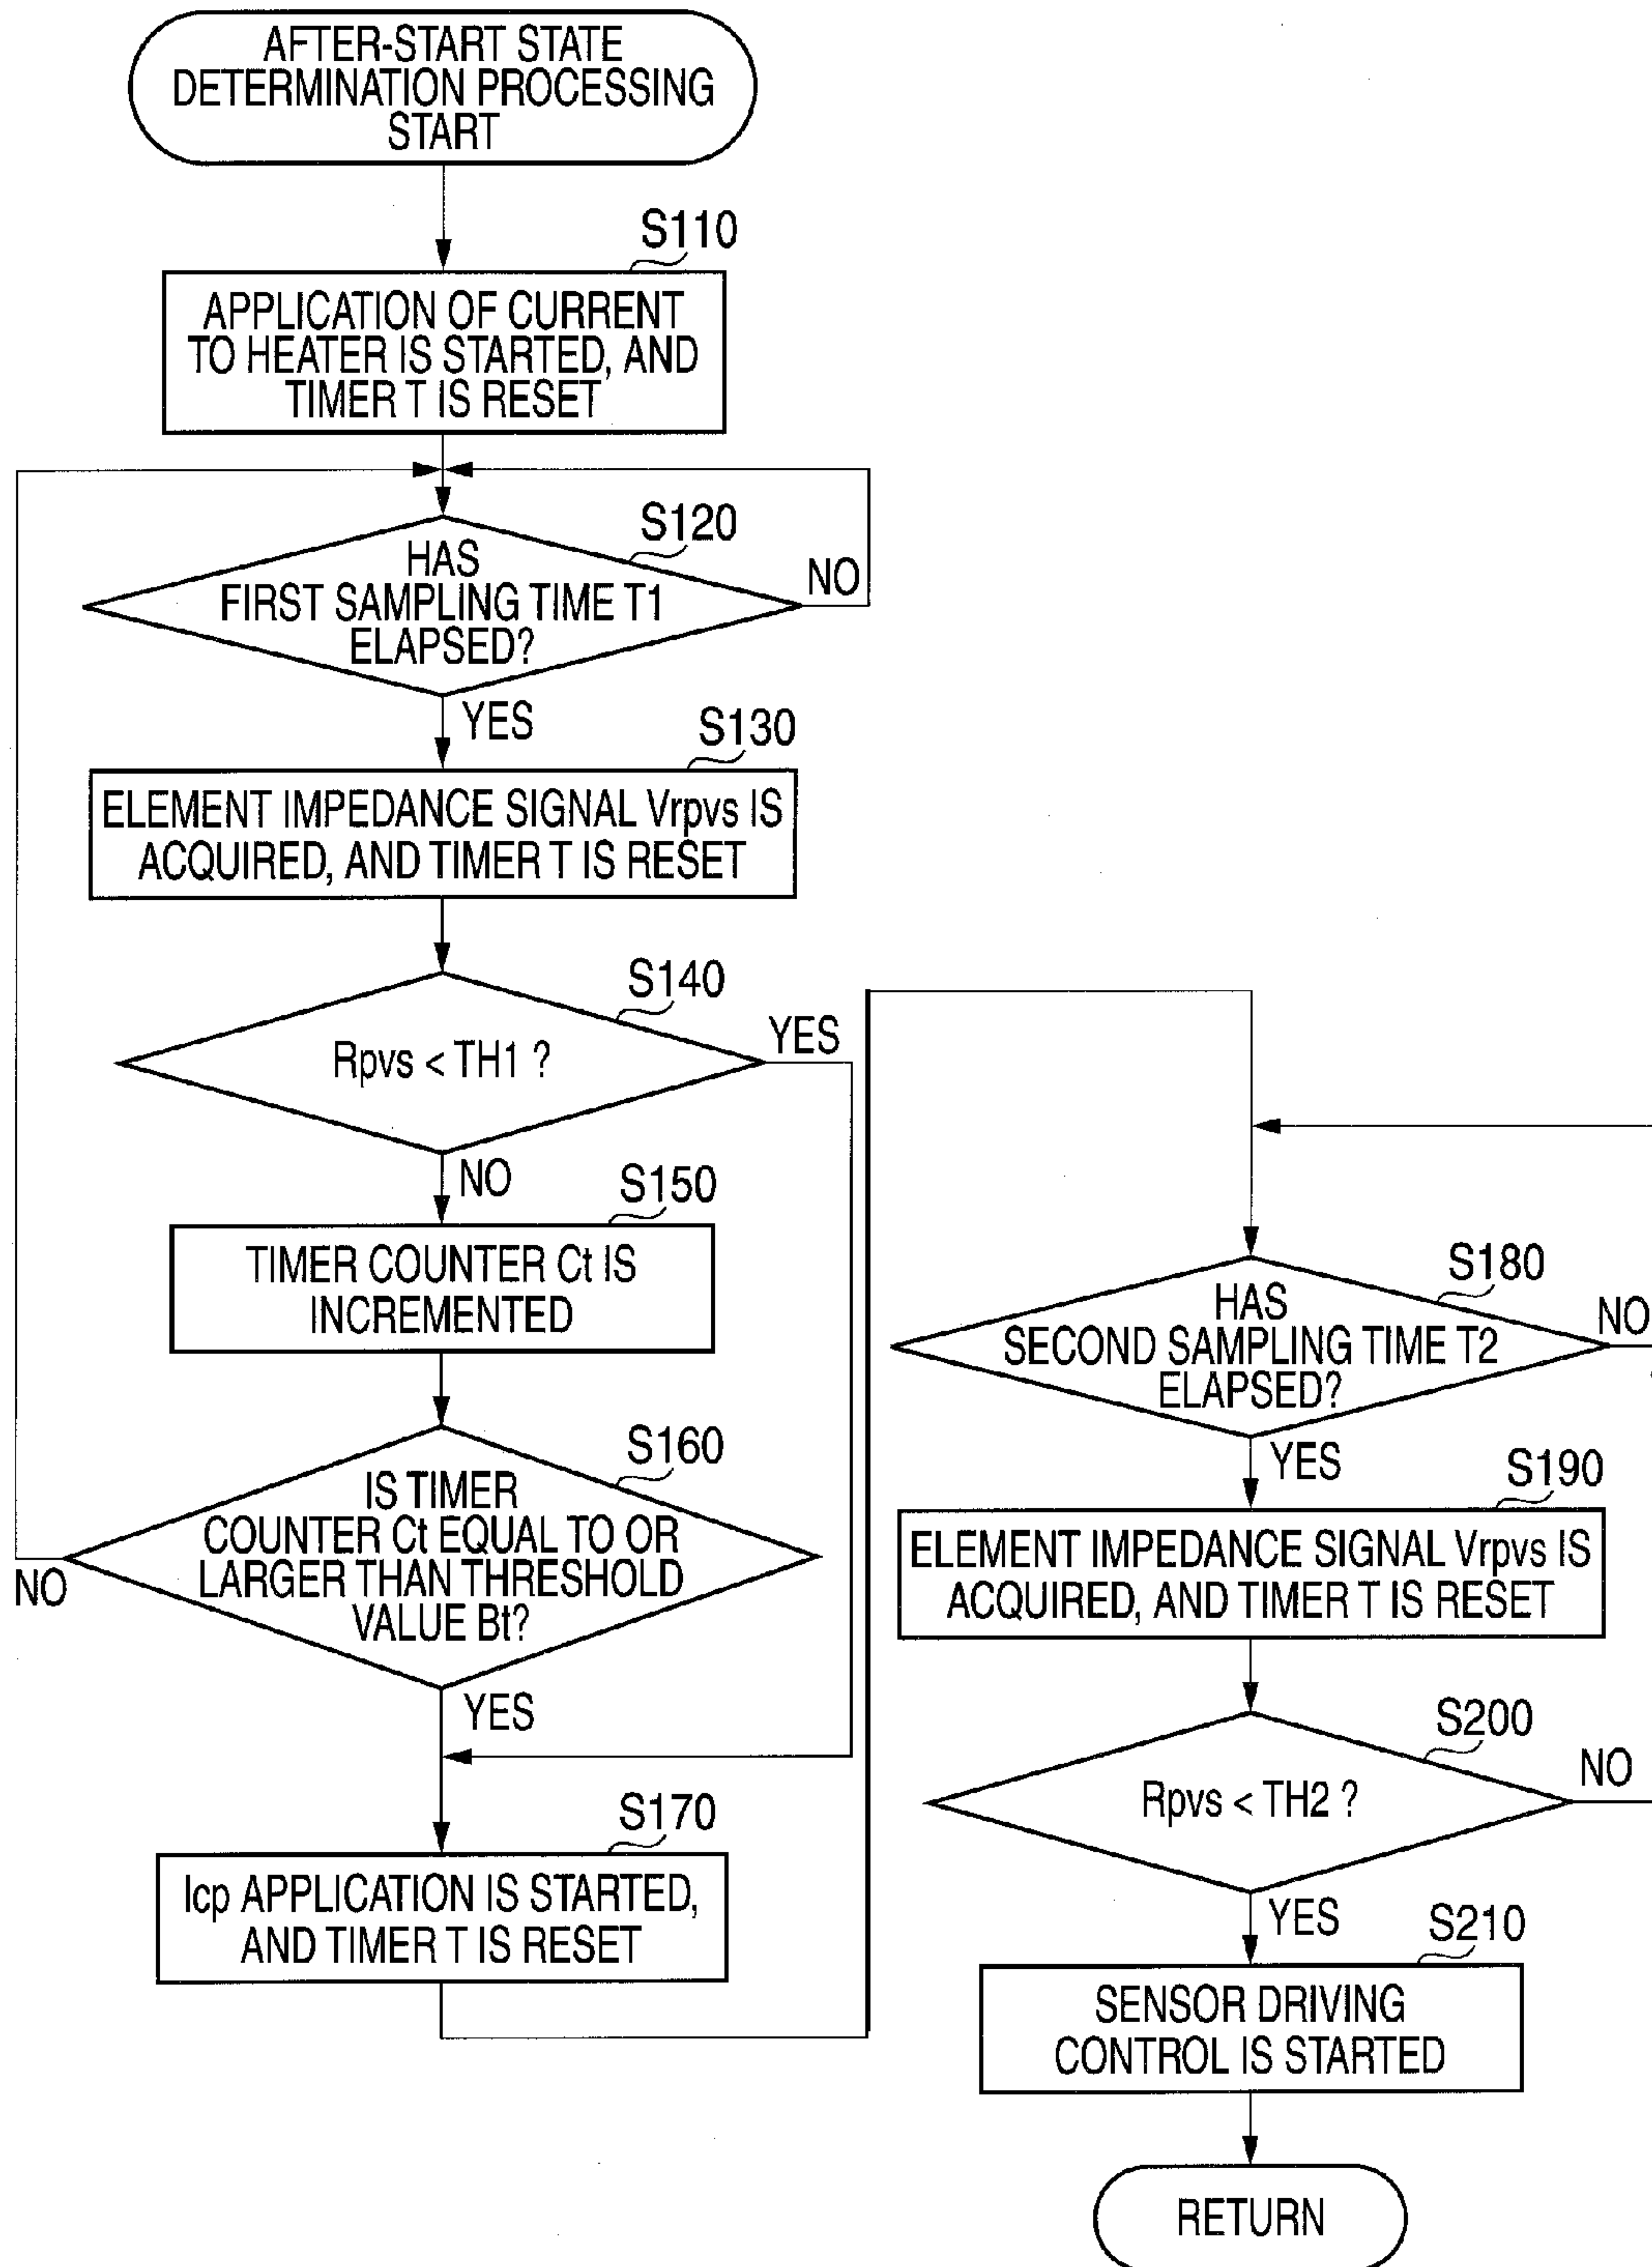 AFTER-START STATE
DETERMINATION PROCESSING
START
S110
APPLICATION OF CURRENT
TO HEATER IS STARTED, AND
TIMER T IS RESET
S120
HAS
FIRST SAMPLING TIME T1
ELAPSED?
NO
YES
S130
ELEMENT IMPEDANCE SIGNAL Vrpvs IS
ACQUIRED, AND TIMER T IS RESET
S140
Rpvs < TH1 ?
YES
NO
S150
TIMER COUNTER Ct IS
INCREMENTED
S160
IS TIMER
COUNTER Ct EQUAL TO OR
LARGER THAN THRESHOLD
VALUE Bt?
NO
YES
S170
Icp APPLICATION IS STARTED,
AND TIMER T IS RESET
S180
HAS
SECOND SAMPLING TIME T2
ELAPSED?
NO
YES
S190
ELEMENT IMPEDANCE SIGNAL Vrpvs IS
ACQUIRED, AND TIMER T IS RESET
S200
Rpvs < TH2 ?
NO
YES
S210
SENSOR DRIVING
CONTROL IS STARTED
RETURN